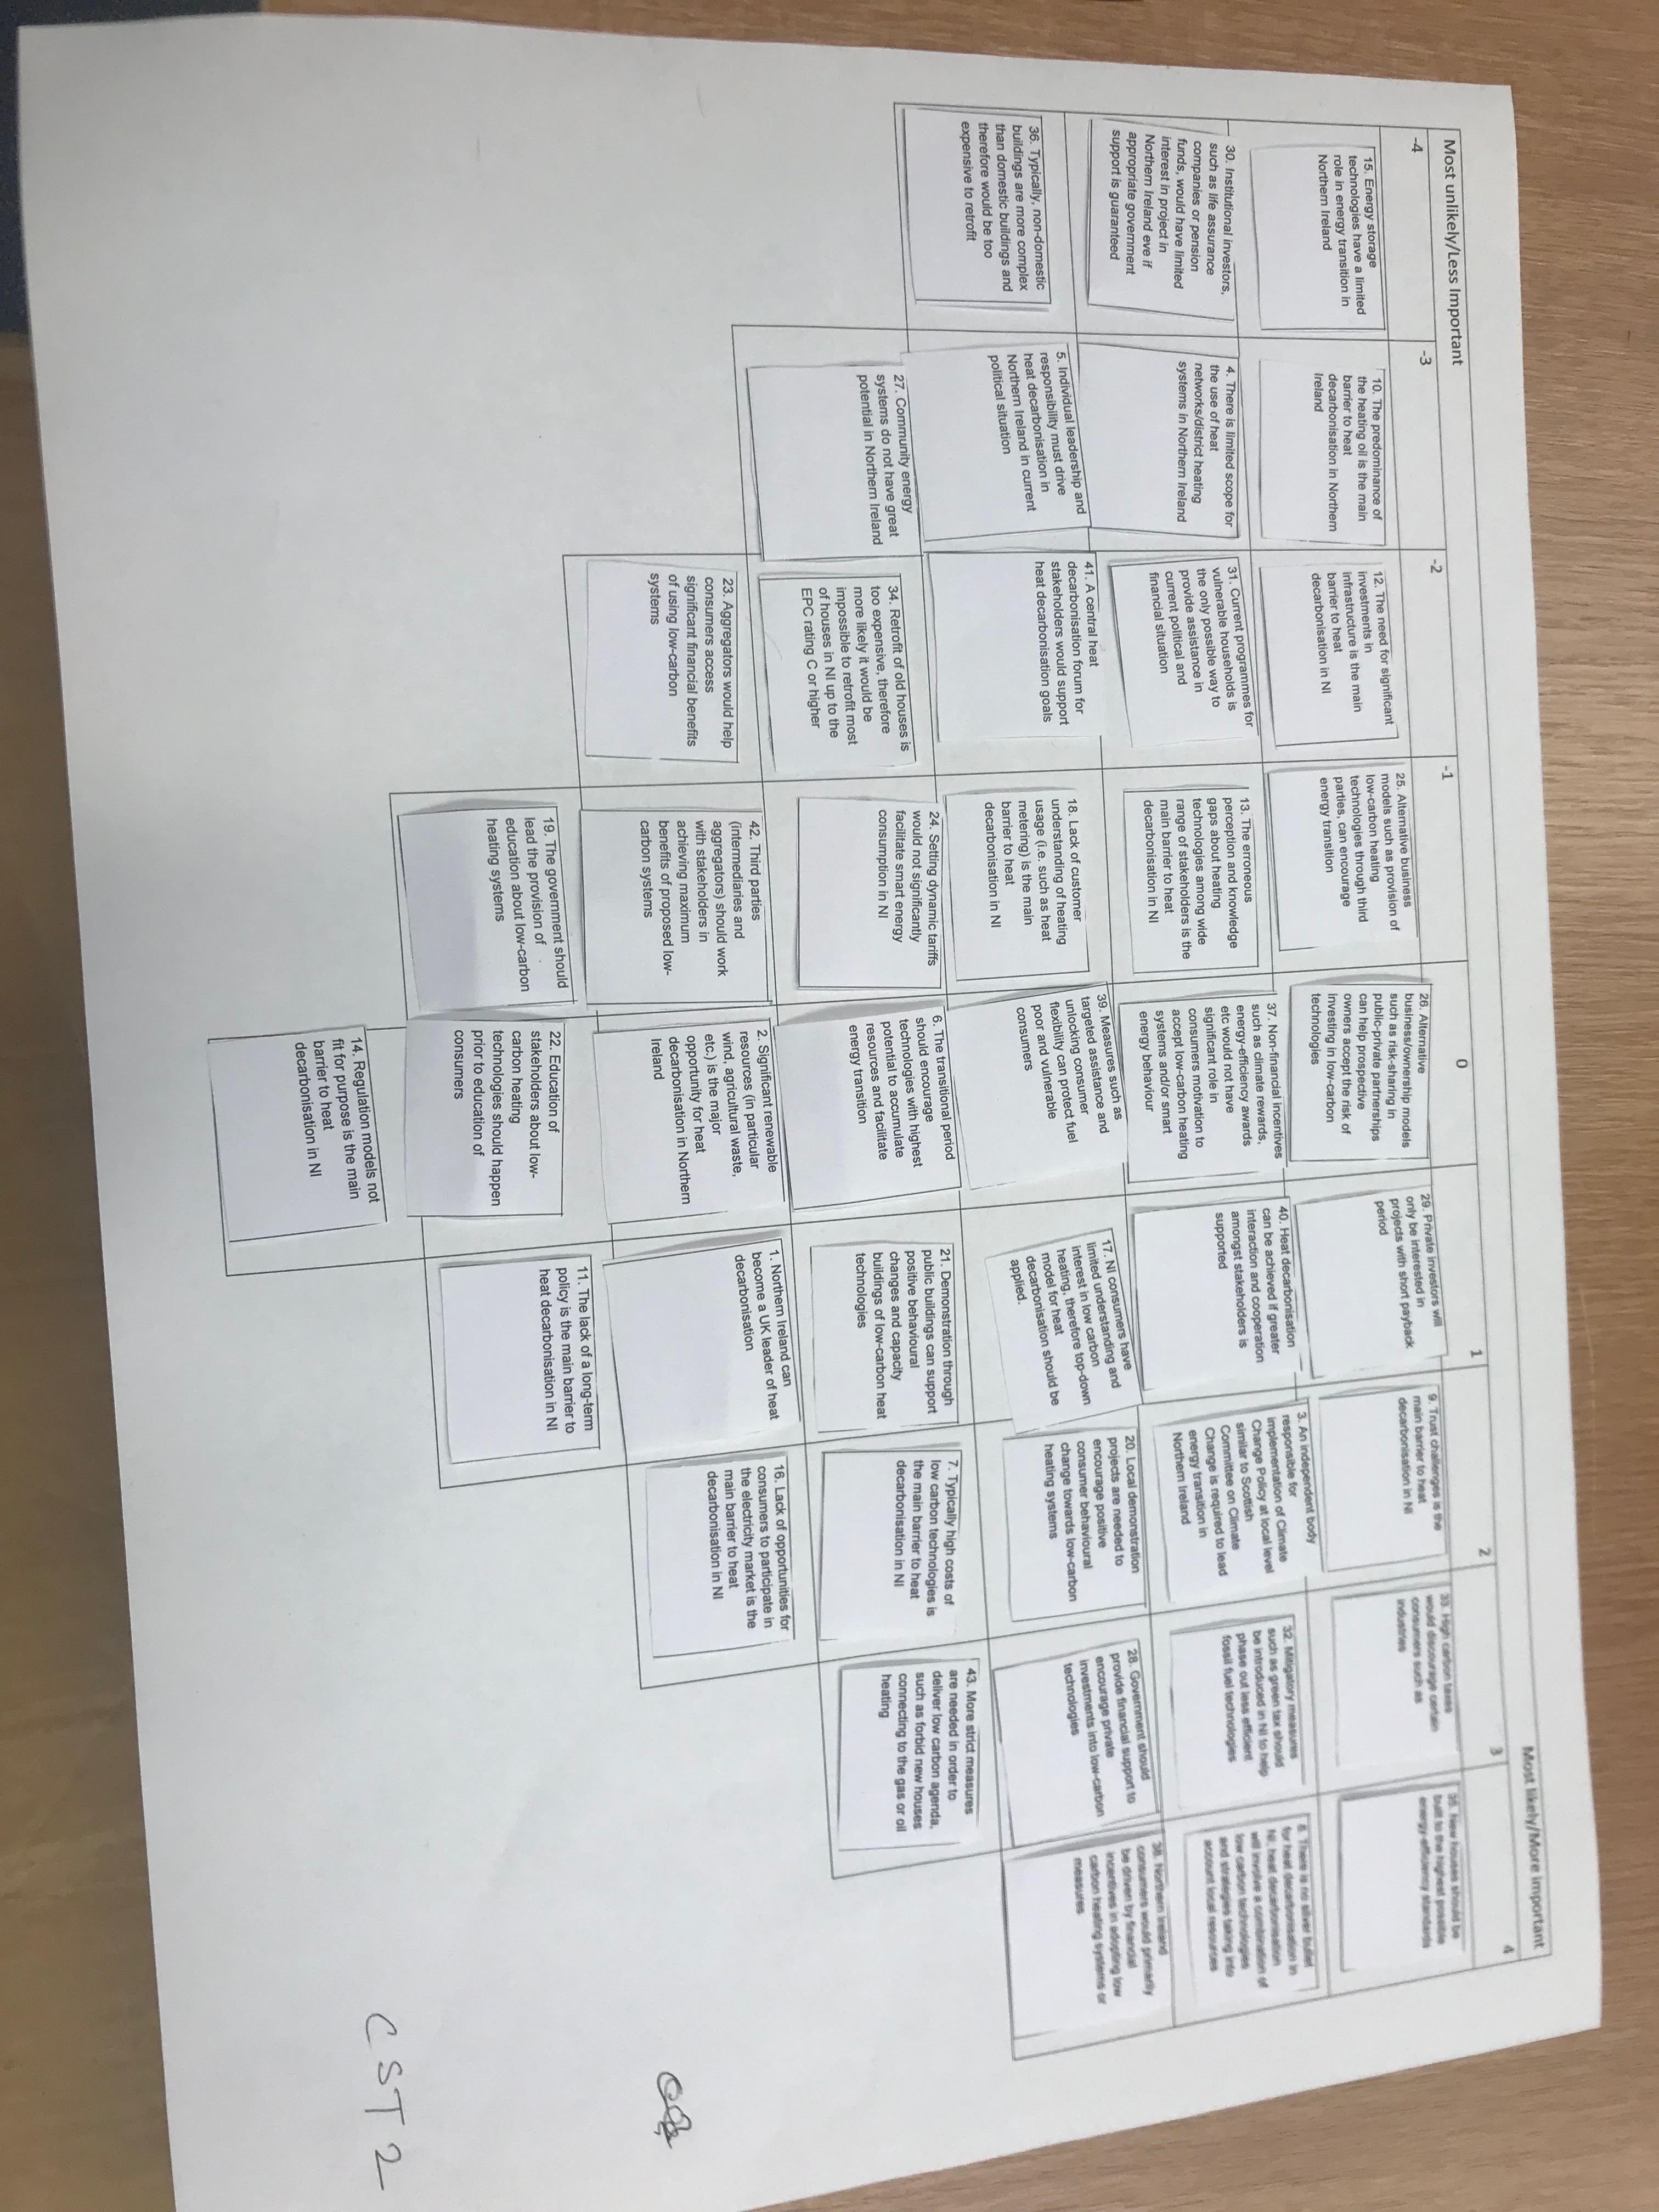 Most unlikely/Less Important
Most likely/More important
-4
-3
-2
-1
0
1
2
3
4
15. Energy storage
technologies have a limited
role in energy transition in
Northern Ireland
30. Institutional investors,
such as life assurance
companies or pension
funds, would have limited
interest in project in
Northern Ireland eve if
appropriate government
support is guaranteed
36. Typically, non-domestic
buildings are more complex
than domestic buildings and
therefore would be too
expensive to retrofit
10. The predominance of
the heating oil is the main
barrier to heat
decarbonisation in Northern
Ireland
4. There is limited scope for
the use of heat
networks/district heating
systems in Northern Ireland
5. Individual leadership and
responsibility must drive
heat decarbonisation in
Northern Ireland in current
political situation
27. Community energy
systems do not have great
potential in Northern Ireland
12. The need for significant
investments in
infrastructure is the main
barrier to heat
decarbonisation in NI
31. Current programmes for
vulnerable households is
the only possible way to
provide assistance in
current political and
financial situation
41. A central heat
decarbonisation forum for
stakeholders would support
heat decarbonisation goals
34. Retrofit of old houses is
too expensive, therefore
more likely it would be
impossible to retrofit most
of houses in NI up to the
EPC rating C or higher
23. Aggregators would help
consumers access
significant financial benefits
of using low-carbon
systems
25. Alternative business
models such as provision of
low-carbon heating
technologies through third
parties, can encourage
energy transition
13. The erroneous
perception and knowledge
gaps about heating
technologies among wide
range of stakeholders is the
main barrier to heat
decarbonisation in NI
18. Lack of customer
understanding of heating
usage (i.e. such as heat
metering) is the main
barrier to heat
decarbonisation in NI
24. Setting dynamic tariffs
would not significantly
facilitate smart energy
consumption in NI
42. Third parties
(intermediaries and
aggregators) should work
with stakeholders in
achieving maximum
benefits of proposed low-
carbon systems
19. The government should
lead the provision of
education about low-carbon
heating systems
26. Alternative
business/ownership models
such as risk-sharing in
public-private partnerships
can help prospective
owners accept the risk of
investing in low-carbon
technologies
37. Non-financial incentives
such as climate rewards,
energy-efficiency awards
etc would not have
significant role in
consumers motivation to
accept low-carbon heating
systems and/or smart
energy behaviour
39. Measures such as
targeted assistance and
unlocking consumer
flexibility can protect fuel
poor and vulnerable
consumers
6. The transitional period
should encourage
technologies with highest
potential to accumulate
resources and facilitate
energy transition
2. Significant renewable
resources (in particular
wind, agricultural waste,
etc.) is the major
opportunity for heat
decarbonisation in Northern
Ireland
22. Education of
stakeholders about low-
carbon heating
technologies should happen
prior to education of
consumers
14. Regulation models not
fit for purpose is the main
barrier to heat
decarbonisation in NI
29. Private investors will
only be interested in
projects with short payback
period
40. Heat decarbonisation
can be achieved if greater
interaction and cooperation
amongst stakeholders is
supported
17. NI consumers have
limited understanding and
interest in low carbon
heating, therefore top-down
model for heat
decarbonisation should be
applied.
21. Demonstration through
public buildings can support
positive behavioural
changes and capacity
buildings of low-carbon heat
technologies
1. Northern Ireland can
become a UK leader of heat
decarbonisation
11. The lack of a long-term
policy is the main barrier to
heat decarbonisation in NI
9. Trust challenges is the
main barrier to heat
decarbonisation in NI
3. An independent body
responsible for
implementation of Climate
Change Policy at local level
similar to Scottish
Committee on Climate
Change is required to lead
energy transition in
Northern Ireland
20. Local demonstration
projects are needed to
encourage positive
consumer behavioural
change towards low-carbon
heating systems
7. Typically high costs of
low carbon technologies is
the main barrier to heat
decarbonisation in NI
16. Lack of opportunities for
consumers to participate in
the electricity market is the
main barrier to heat
decarbonisation in NI
33. High carbon taxes
would discourage certain
consumers such as
industries
32. Mitigatory measures
such as green tax should
be introduced in NI to help
phase out less efficient
fossil fuel technologies
28. Government should
provide financial support to
encourage private
investments into low-carbon
technologies
43. More strict measures
are needed in order to
deliver low carbon agenda,
such as forbid new houses
connecting to the gas or oil
heating
35. New houses should be
built to the highest possible
energy-efficiency standards
8. There is no silver bullet
for heat decarbonisation in
NI; heat decarbonisation
will involve a combination of
low carbon technologies
and strategies taking into
account local resources
38. Northern Ireland
consumers would primarily
be driven by financial
incentives in adopting low
carbon heating systems or
measures
CST 2